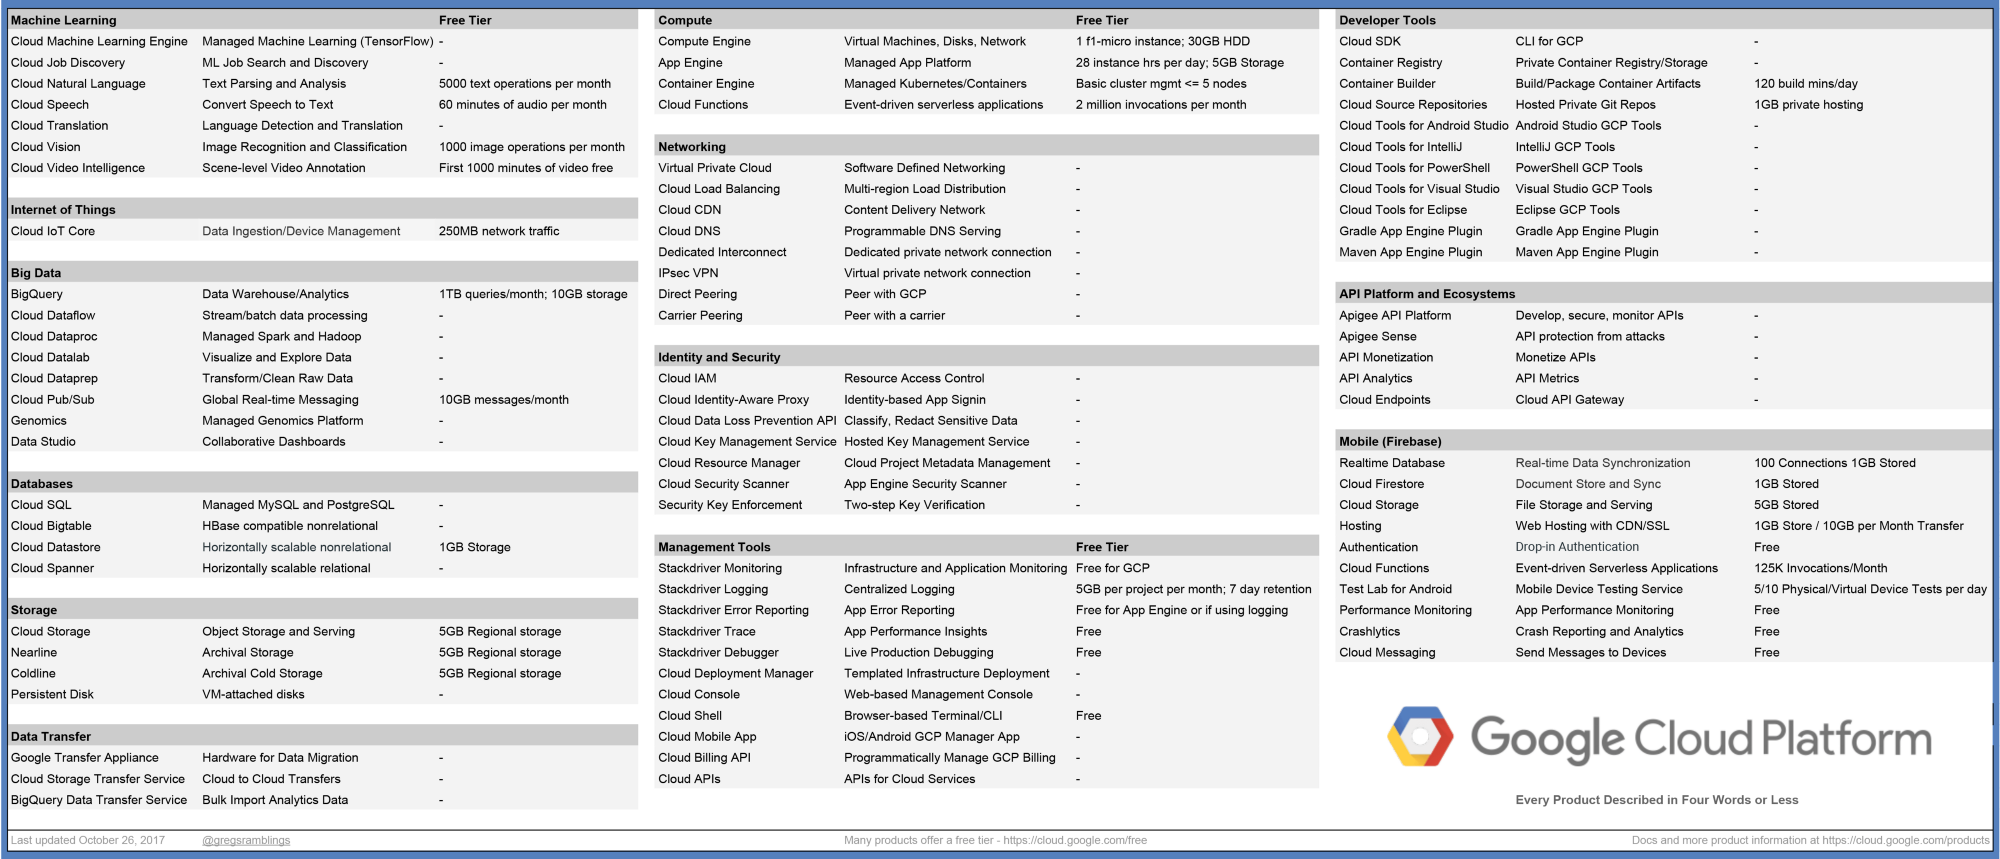 Machine Learning Free Tier
Cloud Machine Learning Engine Managed Machine Learning (TensorFlow) -
Cloud Job Discovery ML Job Search and Discovery -
Cloud Natural Language Text Parsing and Analysis 5000 text operations per month
Cloud Speech Convert Speech to Text 60 minutes of audio per month
Cloud Translation Language Detection and Translation -
Cloud Vision Image Recognition and Classification 1000 image operations per month
Cloud Video Intelligence Scene-level Video Annotation First 1000 minutes of video free
Internet of Things
Cloud IoT Core Data Ingestion/Device Management 250MB network traffic
Big Data
BigQuery Data Warehouse/Analytics 1TB queries/month; 10GB storage
Cloud Dataflow Stream/batch data processing -
Cloud Dataproc Managed Spark and Hadoop -
Cloud Datalab Visualize and Explore Data -
Cloud Dataprep Transform/Clean Raw Data -
Cloud Pub/Sub Global Real-time Messaging 10GB messages/month
Genomics Managed Genomics Platform -
Data Studio Collaborative Dashboards -
Databases
Cloud SQL Managed MySQL and PostgreSQL -
Cloud Bigtable HBase compatible nonrelational -
Cloud Datastore Horizontally scalable nonrelational 1GB Storage
Cloud Spanner Horizontally scalable relational -
Storage
Cloud Storage Object Storage and Serving 5GB Regional storage
Nearline Archival Storage 5GB Regional storage
Coldline Archival Cold Storage 5GB Regional storage
Persistent Disk VM-attached disks -
Data Transfer
Google Transfer Appliance Hardware for Data Migration -
Cloud Storage Transfer Service Cloud to Cloud Transfers -
BigQuery Data Transfer Service Bulk Import Analytics Data -
Compute Free Tier
Compute Engine Virtual Machines, Disks, Network 1 f1-micro instance; 30GB HDD
App Engine Managed App Platform 28 instance hrs per day; 5GB Storage
Container Engine Managed Kubernetes/Containers Basic cluster mgmt <= 5 nodes
Cloud Functions Event-driven serverless applications 2 million invocations per month
Networking
Virtual Private Cloud Software Defined Networking -
Cloud Load Balancing Multi-region Load Distribution -
Cloud CDN Content Delivery Network -
Cloud DNS Programmable DNS Serving -
Dedicated Interconnect Dedicated private network connection -
IPsec VPN Virtual private network connection -
Direct Peering Peer with GCP -
Carrier Peering Peer with a carrier -
Identity and Security
Cloud IAM Resource Access Control -
Cloud Identity-Aware Proxy Identity-based App Signin -
Cloud Data Loss Prevention API Classify, Redact Sensitive Data -
Cloud Key Management Service Hosted Key Management Service -
Cloud Resource Manager Cloud Project Metadata Management -
Cloud Security Scanner App Engine Security Scanner -
Security Key Enforcement Two-step Key Verification -
Management Tools Free Tier
Stackdriver Monitoring Infrastructure and Application Monitoring Free for GCP
Stackdriver Logging Centralized Logging 5GB per project per month; 7 day retention
Stackdriver Error Reporting App Error Reporting Free for App Engine or if using logging
Stackdriver Trace App Performance Insights Free
Stackdriver Debugger Live Production Debugging Free
Cloud Deployment Manager Templated Infrastructure Deployment -
Cloud Console Web-based Management Console -
Cloud Shell Browser-based Terminal/CLI Free
Cloud Mobile App iOS/Android GCP Manager App -
Cloud Billing API Programmatically Manage GCP Billing -
Cloud APIs APIs for Cloud Services -
Developer Tools
Cloud SDK CLI for GCP -
Container Registry Private Container Registry/Storage -
Container Builder Build/Package Container Artifacts 120 build mins/day
Cloud Source Repositories Hosted Private Git Repos 1GB private hosting
Cloud Tools for Android Studio Android Studio GCP Tools -
Cloud Tools for IntelliJ IntelliJ GCP Tools -
Cloud Tools for PowerShell PowerShell GCP Tools -
Cloud Tools for Visual Studio Visual Studio GCP Tools -
Cloud Tools for Eclipse Eclipse GCP Tools -
Gradle App Engine Plugin Gradle App Engine Plugin -
Maven App Engine Plugin Maven App Engine Plugin -
API Platform and Ecosystems
Apigee API Platform Develop, secure, monitor APIs -
Apigee Sense API protection from attacks -
API Monetization Monetize APIs -
API Analytics API Metrics -
Cloud Endpoints Cloud API Gateway -
Mobile (Firebase)
Realtime Database Real-time Data Synchronization 100 Connections 1GB Stored
Cloud Firestore Document Store and Sync 1GB Stored
Cloud Storage File Storage and Serving 5GB Stored
Hosting Web Hosting with CDN/SSL 1GB Store / 10GB per Month Transfer
Authentication Drop-in Authentication Free
Cloud Functions Event-driven Serverless Applications 125K Invocations/Month
Test Lab for Android Mobile Device Testing Service 5/10 Physical/Virtual Device Tests per day
Performance Monitoring App Performance Monitoring Free
Crashlytics Crash Reporting and Analytics Free
Cloud Messaging Send Messages to Devices Free
Google Cloud Platform
Every Product Described in Four Words or Less
Last updated October 26, 2017 @gregsramblings Many products offer a free tier - https://cloud.google.com/free Docs and more product information at https://cloud.google.com/products